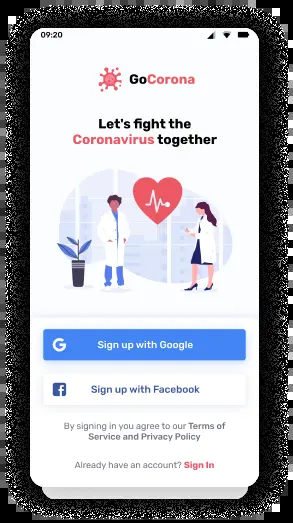 09:20
GoCorona
Let's fight the
Coronavirus together
Sign up with Google
Sign up with Facebook
By signing in you agree to our Terms of
Service and Privacy Policy
Already have an account? Sign In